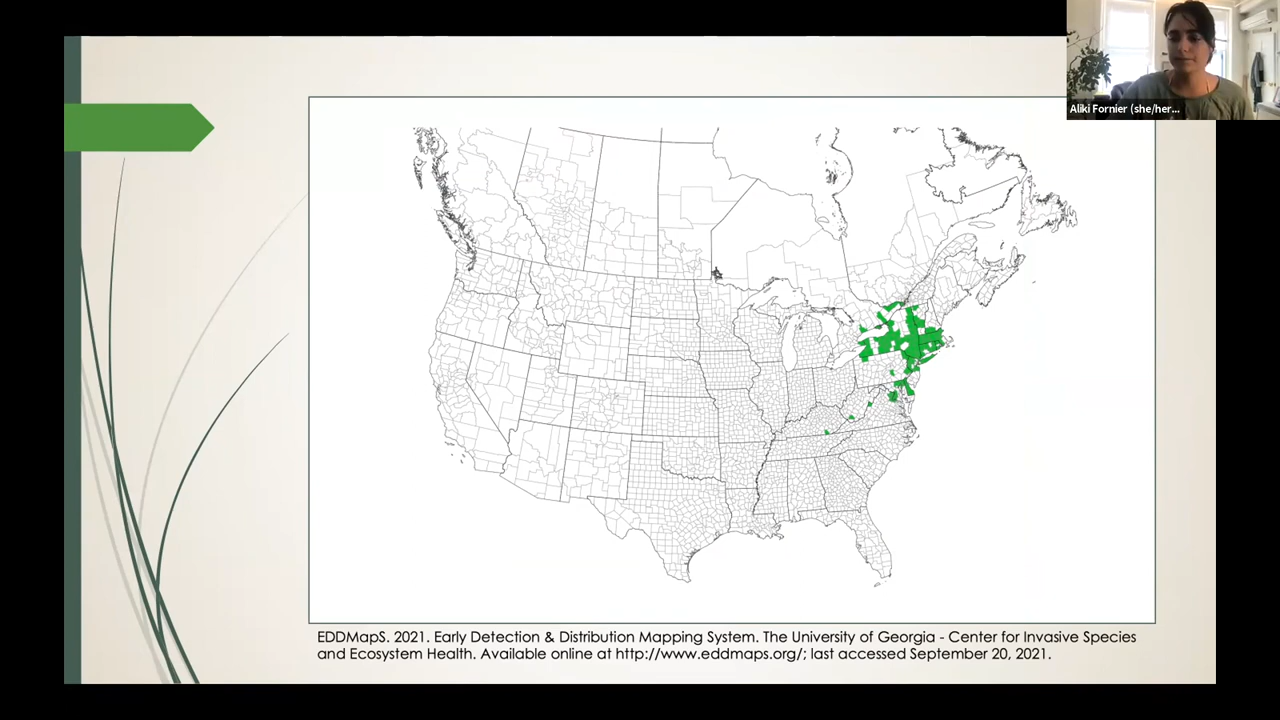 Aliki Fornier (she/her...
EDDMapS. 2021. Early Detection & Distribution Mapping System. The University of Georgia - Center for Invasive Species
and Ecosystem Health. Available online at http://www.eddmaps.org/; last accessed September 20, 2021.